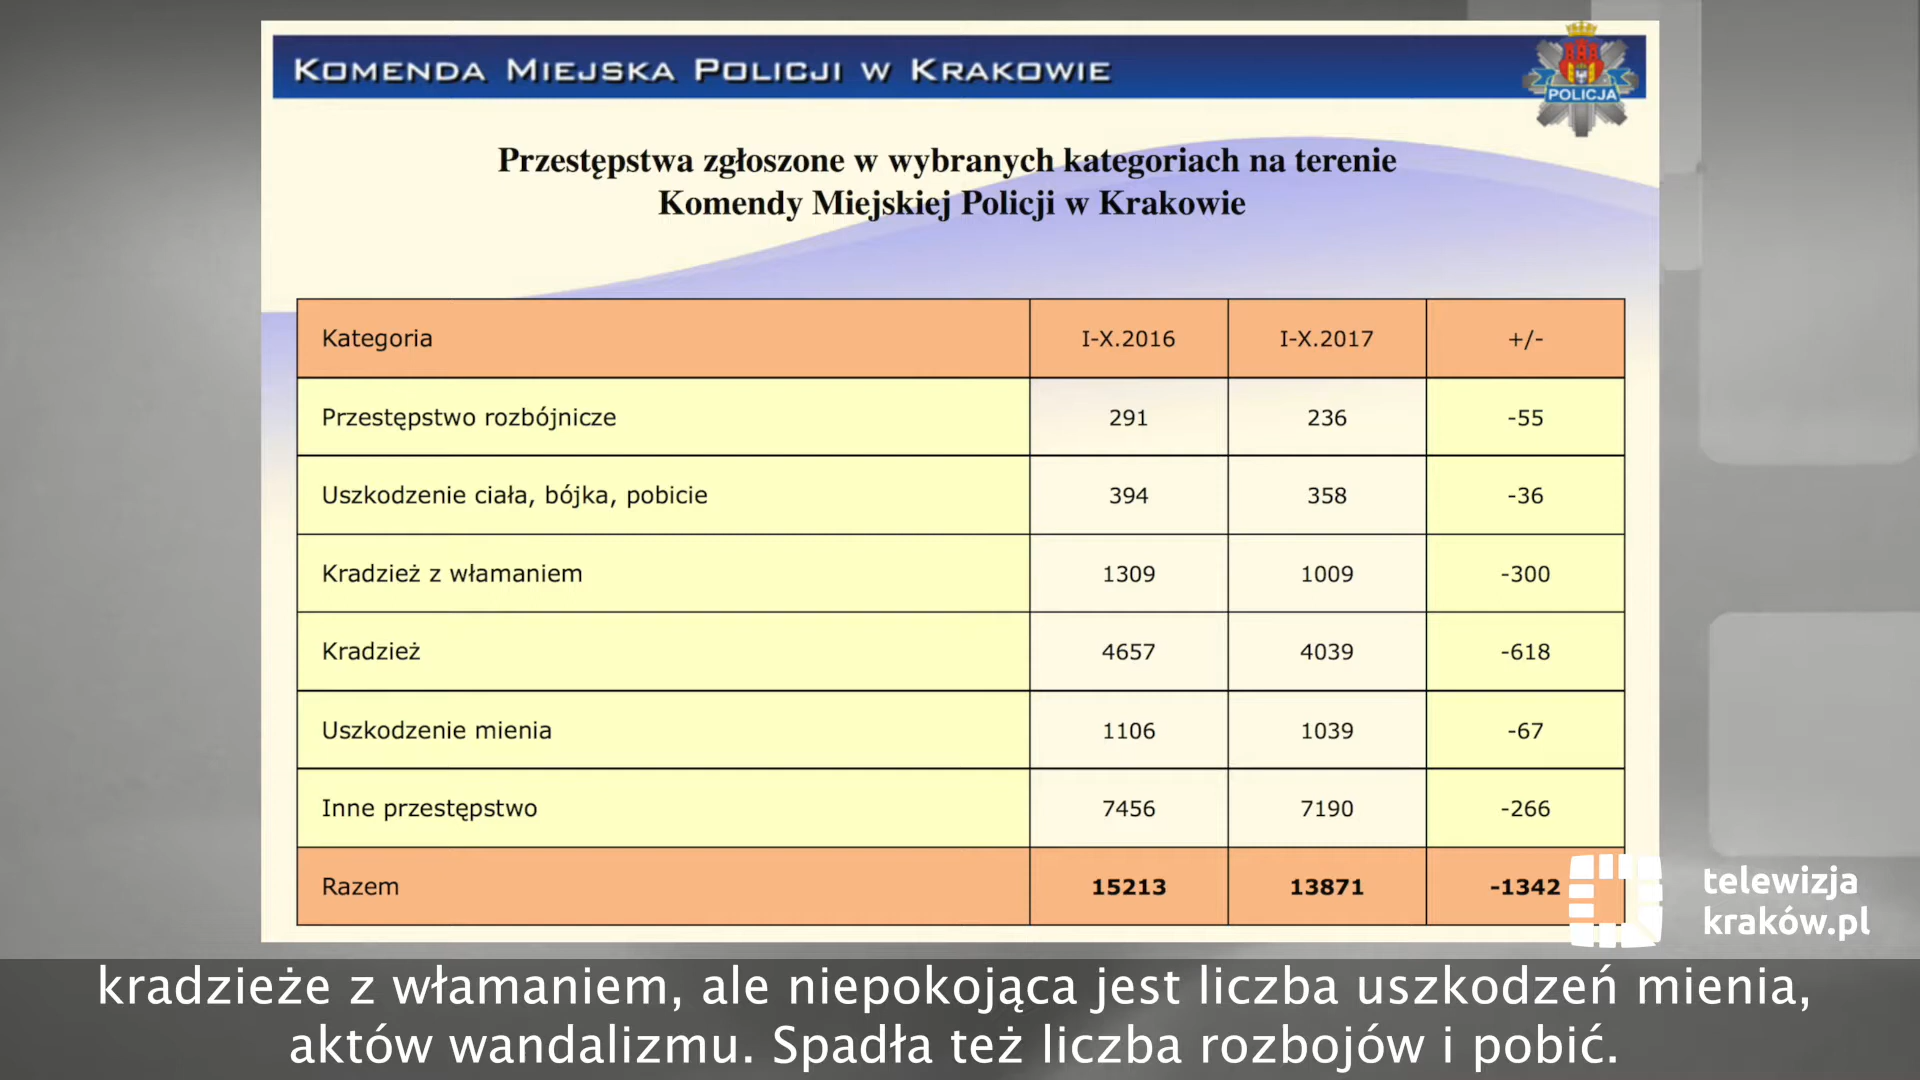 KOMENDA MIEJSKA POLICJI W KRAKOWIE
POLICJA
Przestępstwa zgłoszone w wybranych kategoriach na terenie
Komendy Miejskiej Policji w Krakowie
Kategoria I-X.2016 I-X.2017 +/-
Przestępstwo rozbójnicze 291 236 -55
Uszkodzenie ciała, bójka, pobicie 394 358 -36
Kradzież z włamaniem 1309 1009 -300
Kradzież 4657 4039 -618
Uszkodzenie mienia 1106 1039 -67
Inne przestępstwo 7456 7190 -266
Razem 15213 13871 -1342
telewizja
kraków.pl
kradzieże z włamaniem, ale niepokojąca jest liczba uszkodzeń mienia,
aktów wandalizmu. Spadła też liczba rozbojów i pobić.